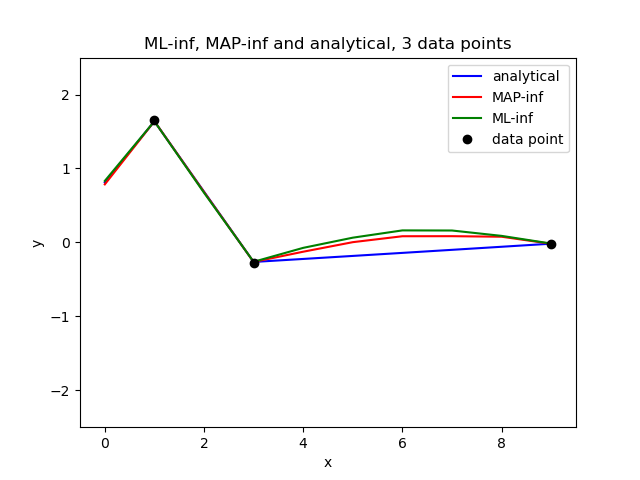 ML-inf, MAP-inf and analytical, 3 data points
analytical
MAP-inf
ML-inf
data point
2
1
0
−1
−2
y
0 2 4 6 8
x